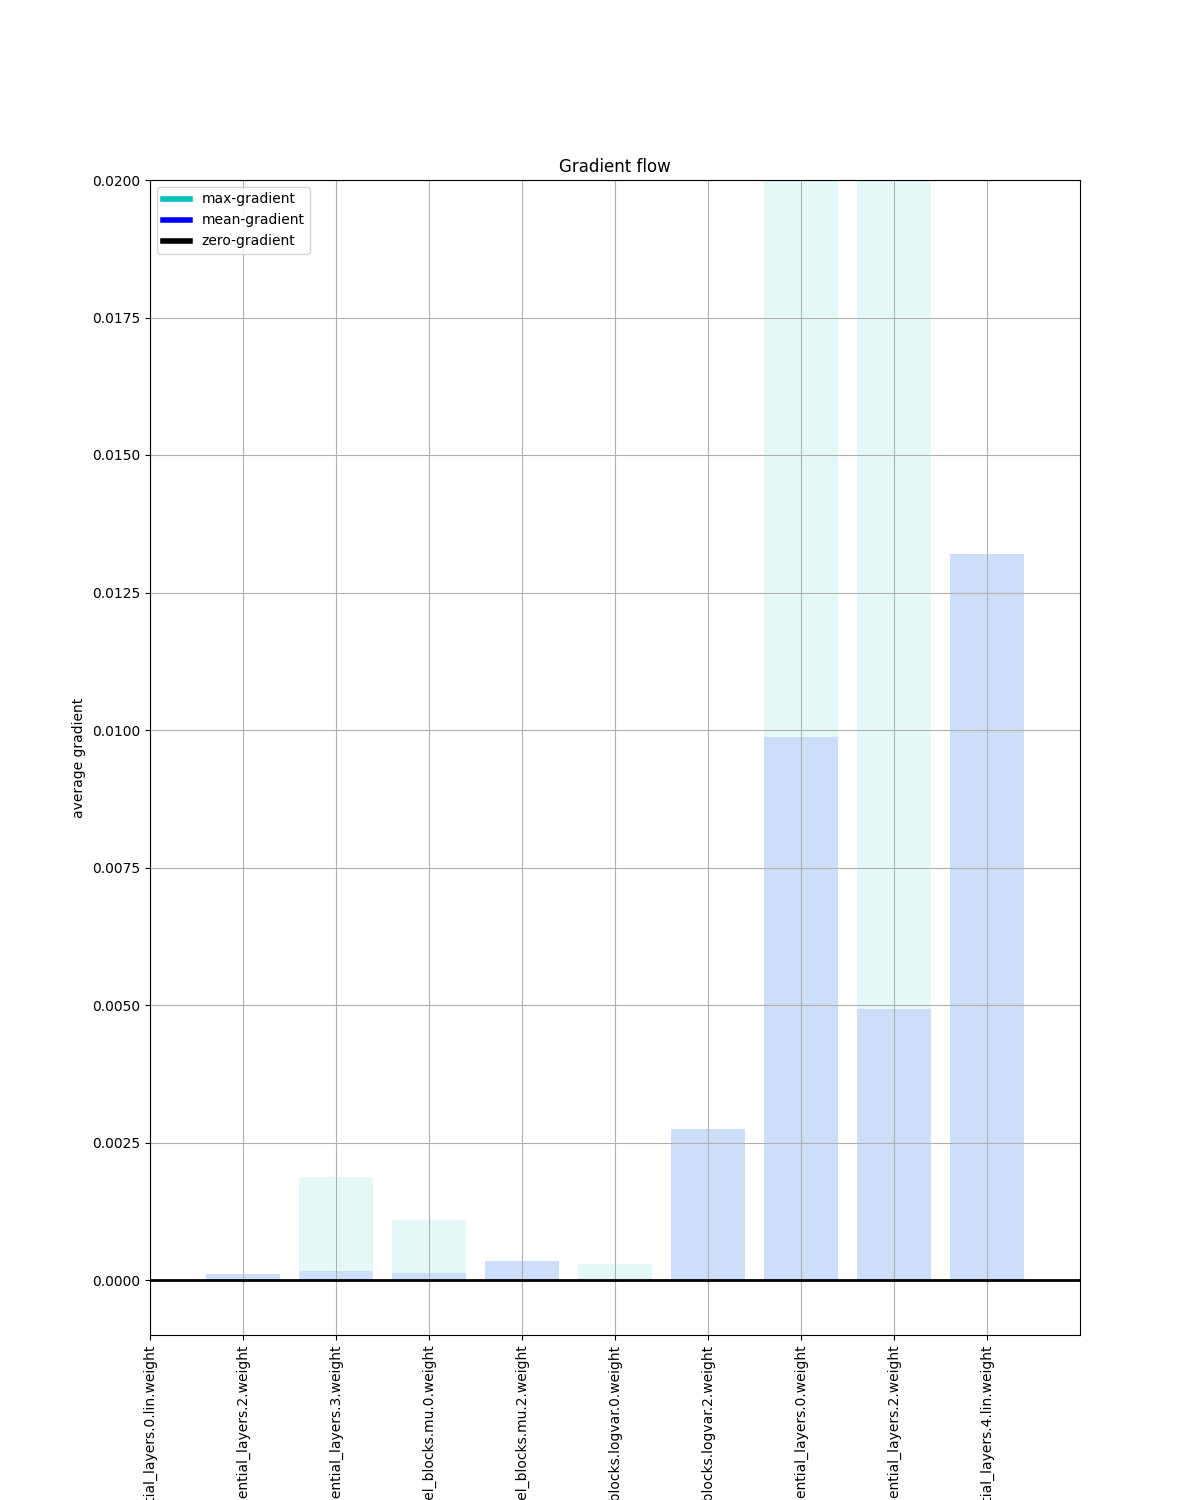 Gradient flow
max-gradient
mean-gradient
zero-gradient
0.0200
0.0175
0.0150
0.0125
0.0100
0.0075
0.0050
0.0025
0.0000
average gradient
tial_layers.0.lin.weight
ential_layers.2.weight
ential_layers.3.weight
el_blocks.mu.0.weight
el_blocks.mu.2.weight
blocks.logvar.0.weight
blocks.logvar.2.weight
ential_layers.0.weight
ential_layers.2.weight
tial_layers.4.lin.weight